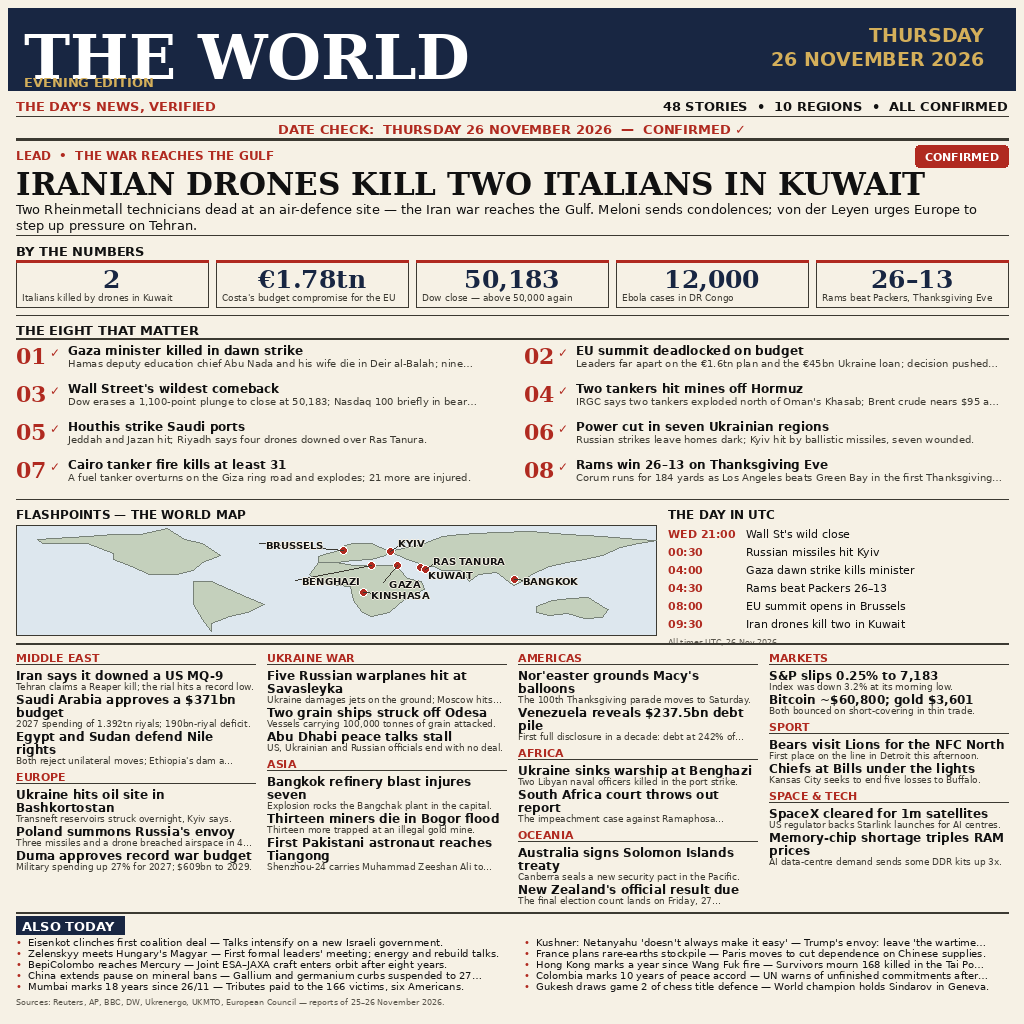 THE WORLD
EVENING EDITION
THURSDAY
26 NOVEMBER 2026
THE DAY'S NEWS, VERIFIED
48 STORIES • 10 REGIONS • ALL CONFIRMED
DATE CHECK: THURSDAY 26 NOVEMBER 2026 — CONFIRMED ✓
LEAD • THE WAR REACHES THE GULF
CONFIRMED
IRANIAN DRONES KILL TWO ITALIANS IN KUWAIT
Two Rheinmetall technicians dead at an air-defence site — the Iran war reaches the Gulf. Meloni sends condolences; von der Leyen urges Europe to
step up pressure on Tehran.
BY THE NUMBERS
2
Italians killed by drones in Kuwait
€1.78tn
Costa's budget compromise for the EU
50,183
Dow close — above 50,000 again
12,000
Ebola cases in DR Congo
26–13
Rams beat Packers, Thanksgiving Eve
THE EIGHT THAT MATTER
01 ✓ Gaza minister killed in dawn strike
Hamas deputy education chief Abu Nada and his wife die in Deir al-Balah; nine…
02 ✓ EU summit deadlocked on budget
Leaders far apart on the €1.6tn plan and the €45bn Ukraine loan; decision pushed…
03 ✓ Wall Street's wildest comeback
Dow erases a 1,100-point plunge to close at 50,183; Nasdaq 100 briefly in bear…
04 ✓ Two tankers hit mines off Hormuz
IRGC says two tankers exploded north of Oman's Khasab; Brent crude nears $95 a…
05 ✓ Houthis strike Saudi ports
Jeddah and Jazan hit; Riyadh says four drones downed over Ras Tanura.
06 ✓ Power cut in seven Ukrainian regions
Russian strikes leave homes dark; Kyiv hit by ballistic missiles, seven wounded.
07 ✓ Cairo tanker fire kills at least 31
A fuel tanker overturns on the Giza ring road and explodes; 21 more are injured.
08 ✓ Rams win 26–13 on Thanksgiving Eve
Corum runs for 184 yards as Los Angeles beats Green Bay in the first Thanksgiving…
FLASHPOINTS — THE WORLD MAP
BRUSSELS
KYIV
RAS TANURA
KUWAIT
BENGHAZI
GAZA
KINSHASA
BANGKOK
THE DAY IN UTC
WED 21:00 Wall St's wild close
00:30 Russian missiles hit Kyiv
04:00 Gaza dawn strike kills minister
04:30 Rams beat Packers 26–13
08:00 EU summit opens in Brussels
09:30 Iran drones kill two in Kuwait
All times UTC, 26 Nov 2026
MIDDLE EAST
Iran says it downed a US MQ-9
Tehran claims a Reaper kill; the rial hits a record low.
Saudi Arabia approves a $371bn
budget
2027 spending of 1.392tn riyals; 190bn-riyal deficit.
Egypt and Sudan defend Nile
rights
Both reject unilateral moves; Ethiopia's dam a…
EUROPE
Ukraine hits oil site in
Bashkortostan
Transneft reservoirs struck overnight, Kyiv says.
Poland summons Russia's envoy
Three missiles and a drone breached airspace in 4…
Duma approves record war budget
Military spending up 27% for 2027; $609bn to 2029.
UKRAINE WAR
Five Russian warplanes hit at
Savasleyka
Ukraine damages jets on the ground; Moscow hits…
Two grain ships struck off Odesa
Vessels carrying 100,000 tonnes of grain attacked.
Abu Dhabi peace talks stall
US, Ukrainian and Russian officials end with no deal.
ASIA
Bangkok refinery blast injures
seven
Explosion rocks the Bangchak plant in the capital.
Thirteen miners die in Bogor flood
Thirteen more trapped at an illegal gold mine.
First Pakistani astronaut reaches
Tiangong
Shenzhou-24 carries Muhammad Zeeshan Ali to…
AMERICAS
Nor'easter grounds Macy's
balloons
The 100th Thanksgiving parade moves to Saturday.
Venezuela reveals $237.5bn debt
pile
First full disclosure in a decade: debt at 242% of…
AFRICA
Ukraine sinks warship at Benghazi
Two Libyan naval officers killed in the port strike.
South Africa court throws out
report
The impeachment case against Ramaphosa…
OCEANIA
Australia signs Solomon Islands
treaty
Canberra seals a new security pact in the Pacific.
New Zealand's official result due
The final election count lands on Friday, 27…
MARKETS
S&P slips 0.25% to 7,183
Index was down 3.2% at its morning low.
Bitcoin ~$60,800; gold $3,601
Both bounced on short-covering in thin trade.
SPORT
Bears visit Lions for the NFC North
First place on the line in Detroit this afternoon.
Chiefs at Bills under the lights
Kansas City seeks to end five losses to Buffalo.
SPACE & TECH
SpaceX cleared for 1m satellites
US regulator backs Starlink launches for AI centres.
Memory-chip shortage triples RAM
prices
AI data-centre demand sends some DDR kits up 3x.
ALSO TODAY
• Eisenkot clinches first coalition deal — Talks intensify on a new Israeli government.
• Zelenskyy meets Hungary's Magyar — First formal leaders' meeting; energy and rebuild talks.
• BepiColombo reaches Mercury — Joint ESA–JAXA craft enters orbit after eight years.
• China extends pause on mineral bans — Gallium and germanium curbs suspended to 27…
• Mumbai marks 18 years since 26/11 — Tributes paid to the 166 victims, six Americans.
• Kushner: Netanyahu 'doesn't always make it easy' — Trump's envoy: leave 'the wartime…
• France plans rare-earths stockpile — Paris moves to cut dependence on Chinese supplies.
• Hong Kong marks a year since Wang Fuk fire — Survivors mourn 168 killed in the Tai Po…
• Colombia marks 10 years of peace accord — UN warns of unfinished commitments after…
• Gukesh draws game 2 of chess title defence — World champion holds Sindarov in Geneva.
Sources: Reuters, AP, BBC, DW, Ukrenergo, UKMTO, European Council — reports of 25–26 November 2026.